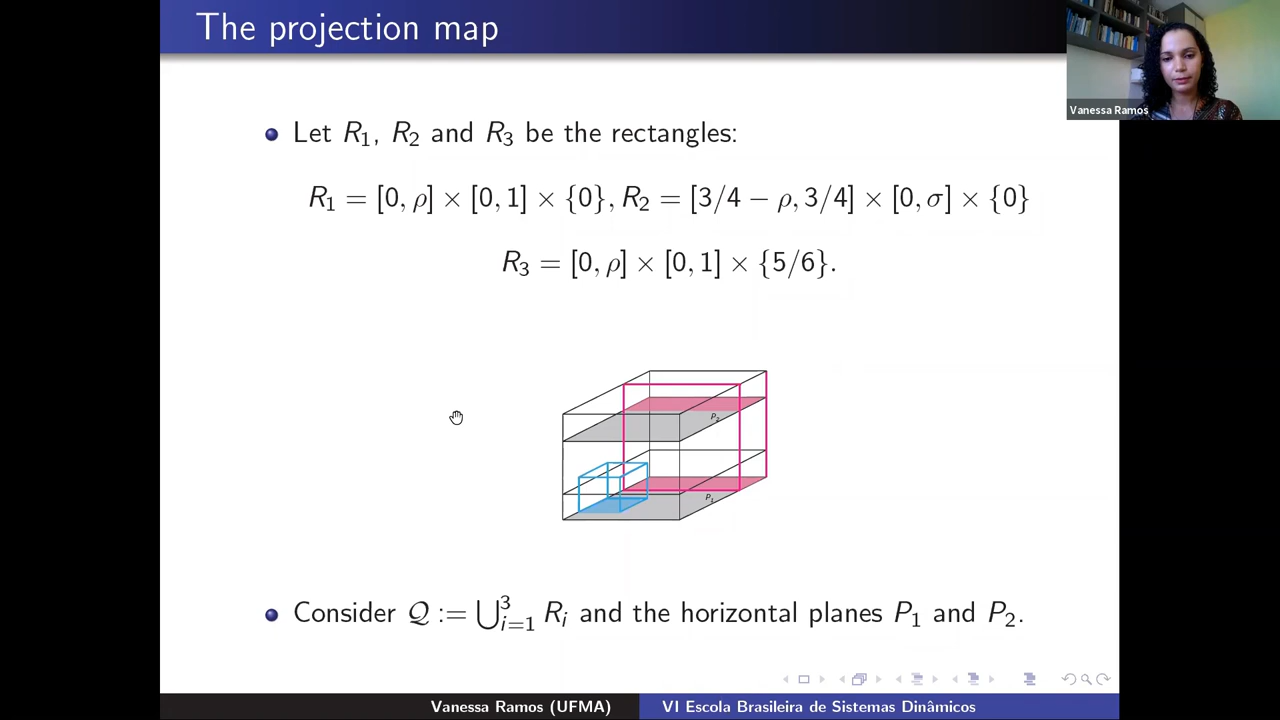 The projection map
Vanessa Ramos
Let R₁, R₂ and R₃ be the rectangles:
R₁ = [0, ρ] × [0, 1] × {0}, R₂ = [3/4 − ρ, 3/4] × [0, σ] × {0}
R₃ = [0, ρ] × [0, 1] × {5/6}.
P₂
P₁
Consider 𝒬 := ⋃³ᵢ₌₁ Rᵢ and the horizontal planes P₁ and P₂.
Vanessa Ramos (UFMA) VI Escola Brasileira de Sistemas Dinâmicos